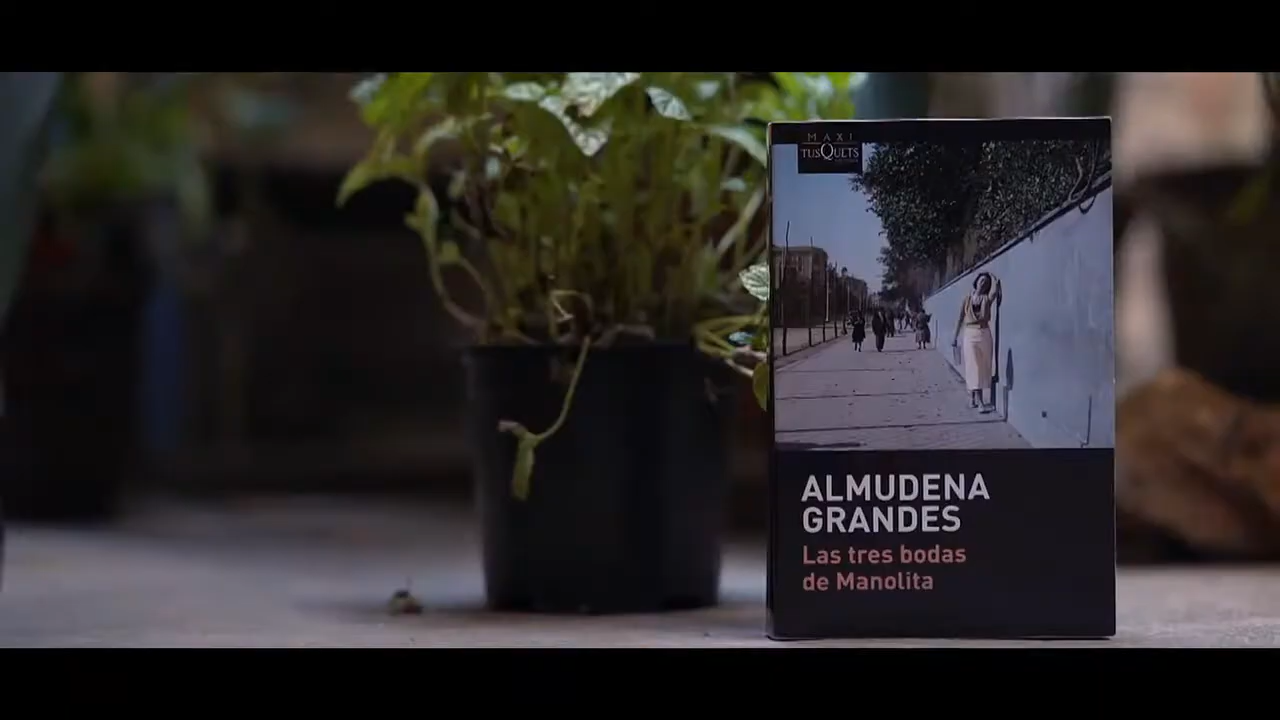 MAXI
TUSQUETS
ALMUDENA
GRANDES
Las tres bodas
de Manolita